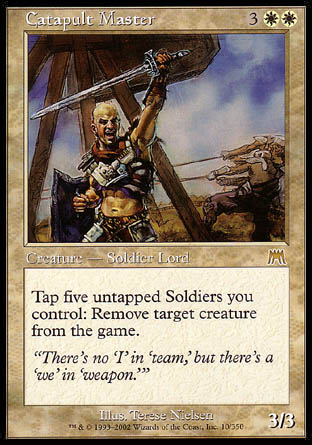 Catapult Master 3
Creature — Soldier Lord
Tap five untapped Soldiers you
control: Remove target creature
from the game.
“There's no ‘I’ in ‘team,’ but there's a
‘we’ in ‘weapon.’”
Illus. Terese Nielsen
™ & © 1993–2002 Wizards of the Coast, Inc. 10/350
3/3